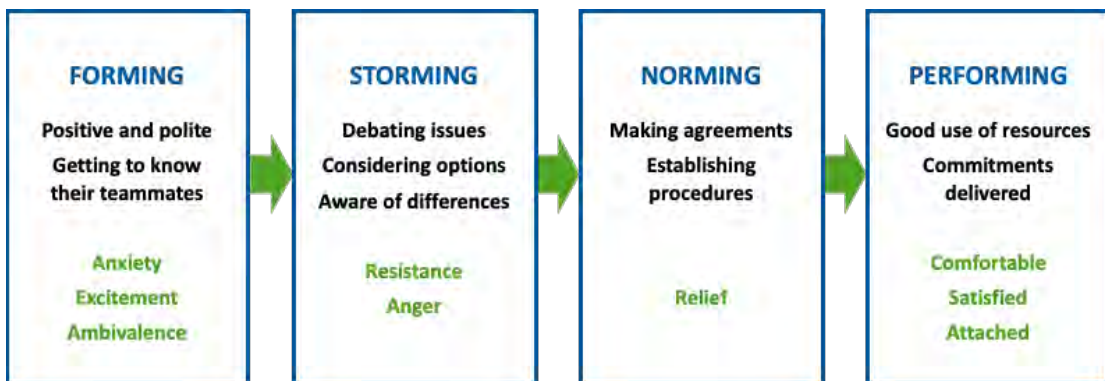 FORMING
Positive and polite
Getting to know
their teammates
Anxiety
Excitement
Ambivalence
STORMING
Debating issues
Considering options
Aware of differences
Resistance
Anger
NORMING
Making agreements
Establishing
procedures
Relief
PERFORMING
Good use of resources
Commitments
delivered
Comfortable
Satisfied
Attached